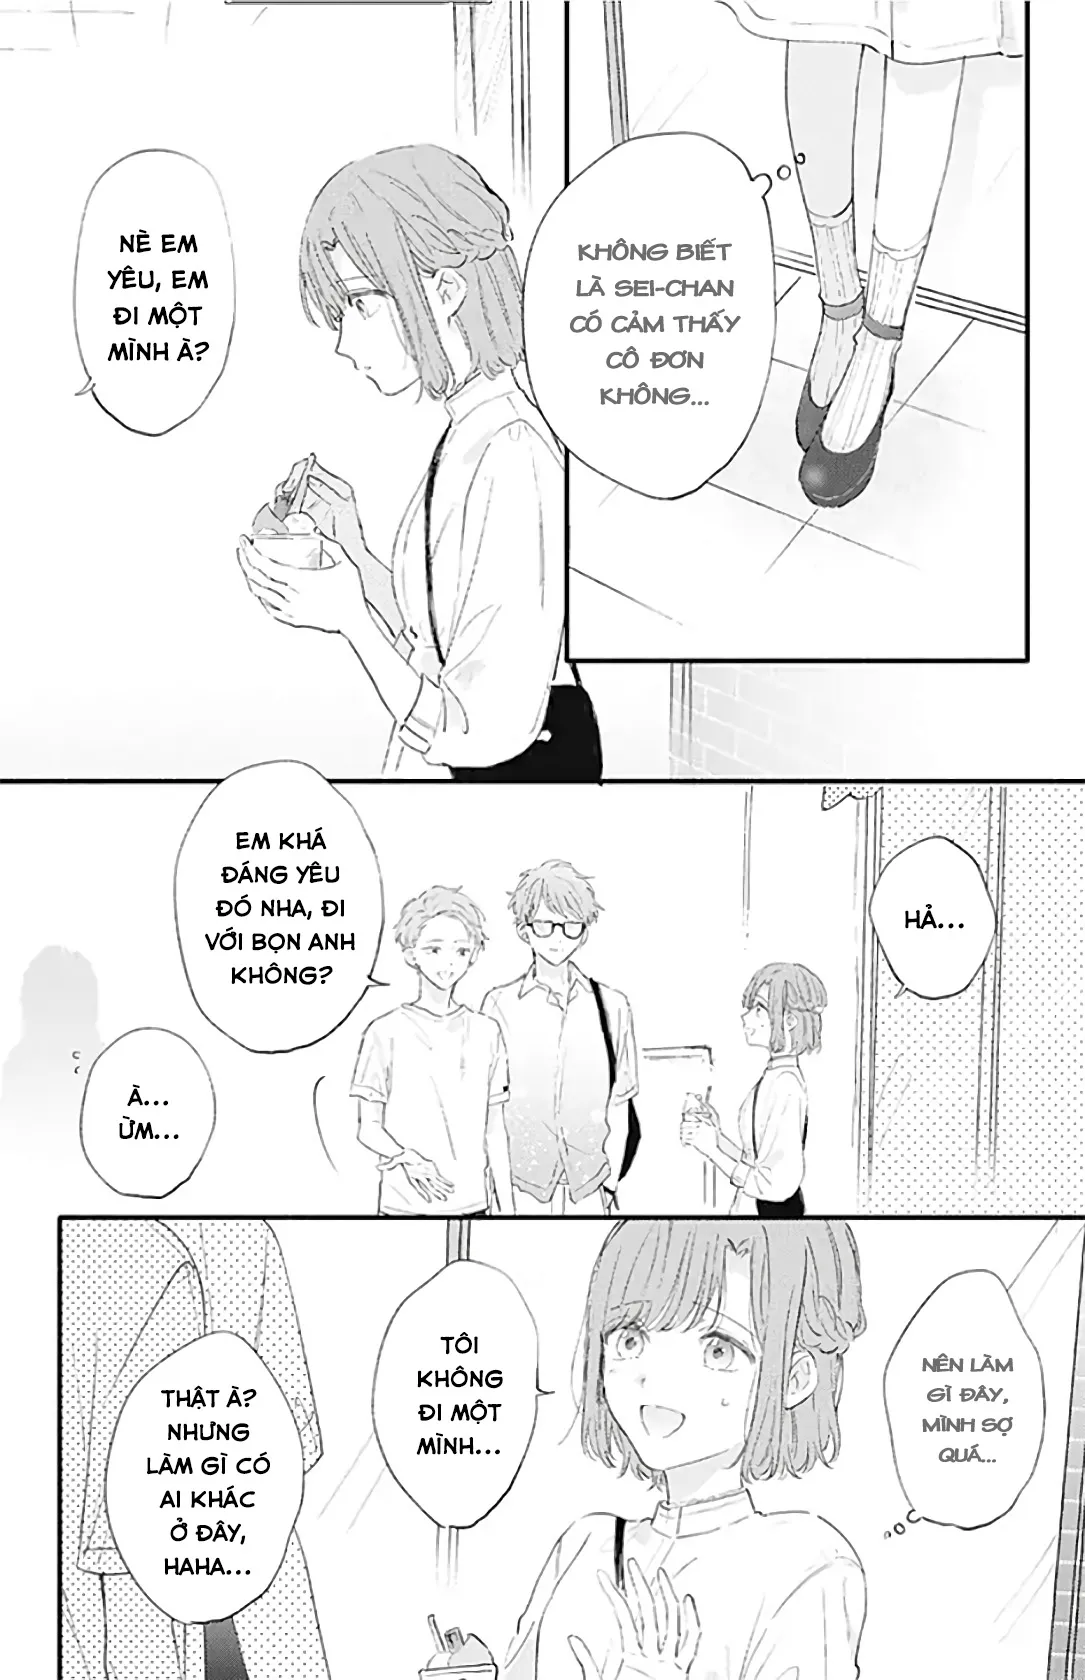 KHÔNG BIẾT
LÀ SEI-CHAN
CÓ CẢM THẤY
CÔ ĐƠN
KHÔNG...
NÈ EM
YÊU, EM
ĐI MỘT
MÌNH À?
HẢ...
EM KHÁ
ĐÁNG YÊU
ĐÓ NHA, ĐI
VỚI BỌN ANH
KHÔNG?
À...
ỪM...
NÊN LÀM
GÌ ĐÂY,
MÌNH SỢ
QUÁ...
TÔI
KHÔNG
ĐI MỘT
MÌNH...
THẬT À?
NHƯNG
LÀM GÌ CÓ
AI KHÁC
Ở ĐÂY,
HAHA...